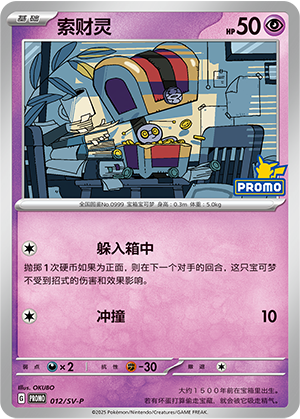 基础
索财灵
HP50
PROMO
全国图鉴No.0999 宝箱宝可梦 身高：0.3m 体重：5.0kg
躲入箱中
抛掷1次硬币如果为正面，则在下一个对手的回合，这只宝可梦
不受到招式的伤害和效果影响。
冲撞 10
弱点 ×2 抗性 -30 撤退
Illus. OKUBO
G PROMO 012/SV-P
大约1500年前在宝箱里出生。
若有坏蛋打算偷走宝藏，就会被它吸走精气。
©2025 Pokémon/Nintendo/Creatures/GAME FREAK.